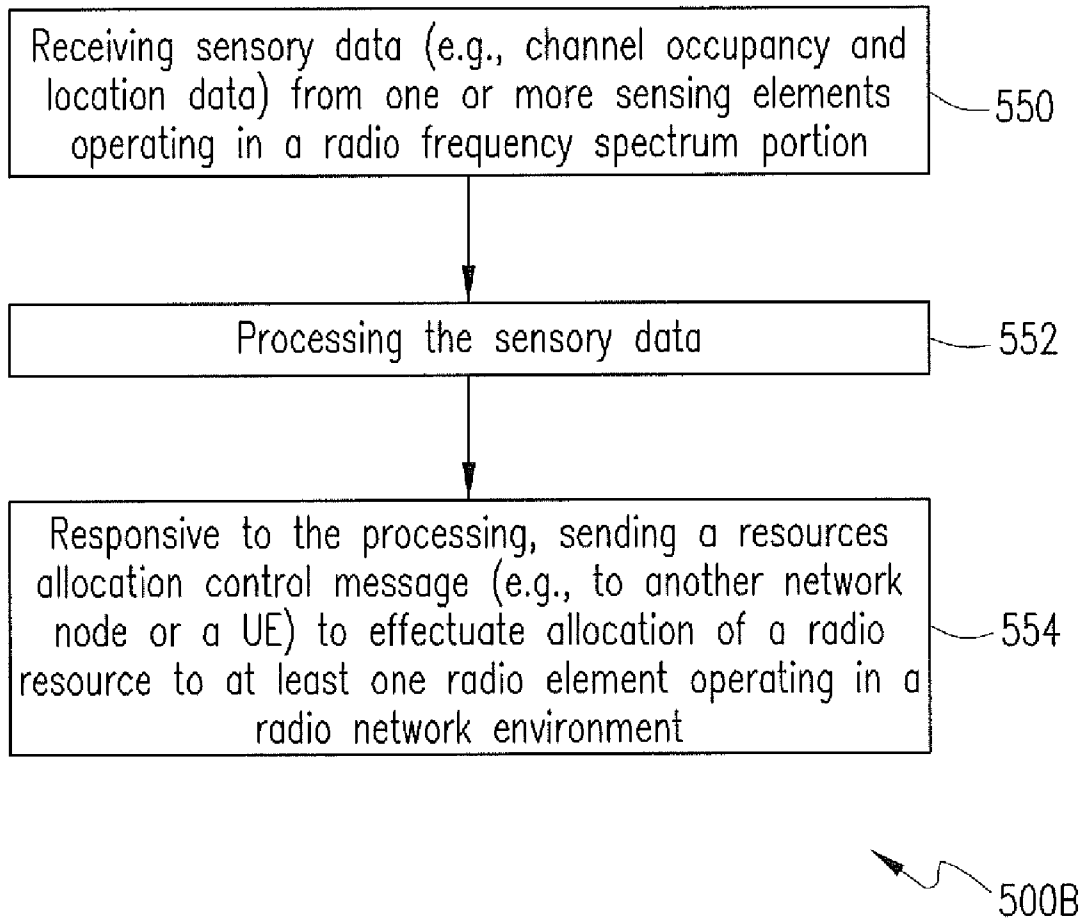 Receiving sensory data (e.g., channel occupancy and
location data) from one or more sensing elements
operating in a radio frequency spectrum portion
550
Processing the sensory data
552
Responsive to the processing, sending a resources
allocation control message (e.g., to another network
node or a UE) to effectuate allocation of a radio
resource to at least one radio element operating in a
radio network environment
554
500B